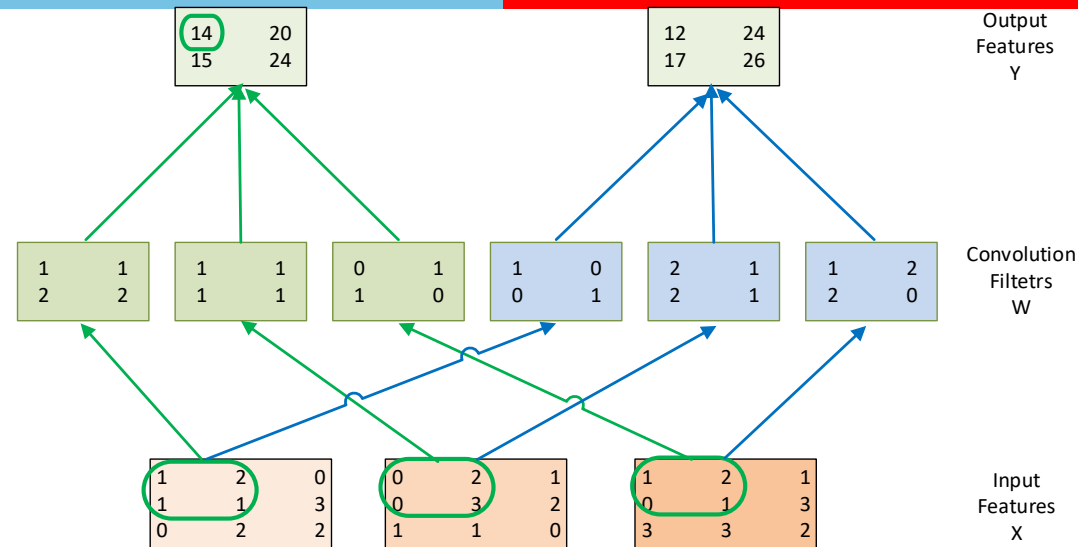 14 20
15 24
12 24
17 26
Output
Features
Y
1 1
2 2
1 1
1 1
0 1
1 0
1 0
0 1
2 1
2 1
1 2
2 0
Convolution
Filtetrs
W
1 2 0
1 1 3
0 2 2
0 2 1
0 3 2
1 1 0
1 2 1
0 1 3
3 3 2
Input
Features
X